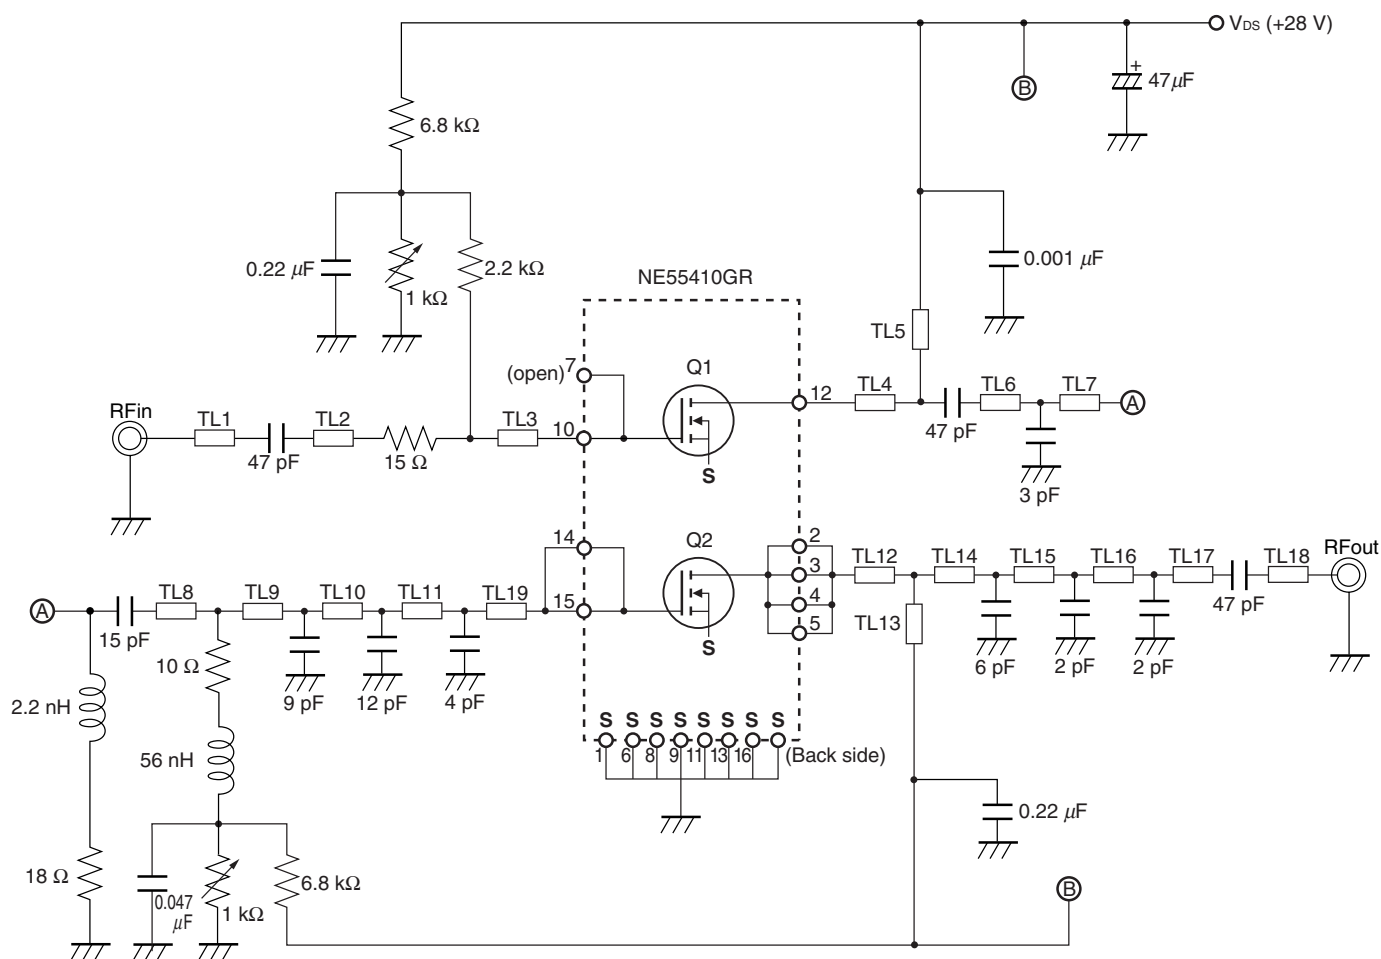 VDS (+28 V)
B
+
47 μF
6.8 kΩ
0.22 μF
1 kΩ
2.2 kΩ
0.001 μF
NE55410GR
TL5
(open)
7
Q1
12
TL4
TL6
TL7
A
47 pF
3 pF
S
RFin
TL1
47 pF
TL2
15 Ω
TL3
10
14
Q2
2
3
4
5
TL12
TL14
TL15
TL16
TL17
TL18
RFout
47 pF
TL13
6 pF
2 pF
2 pF
S
A
15 pF
TL8
TL9
TL10
TL11
TL19
15
10 Ω
9 pF
12 pF
4 pF
2.2 nH
56 nH
S S S S S S S S
1 6 8 9 11 13 16 (Back side)
0.22 μF
18 Ω
0.047 μF
1 kΩ
6.8 kΩ
B